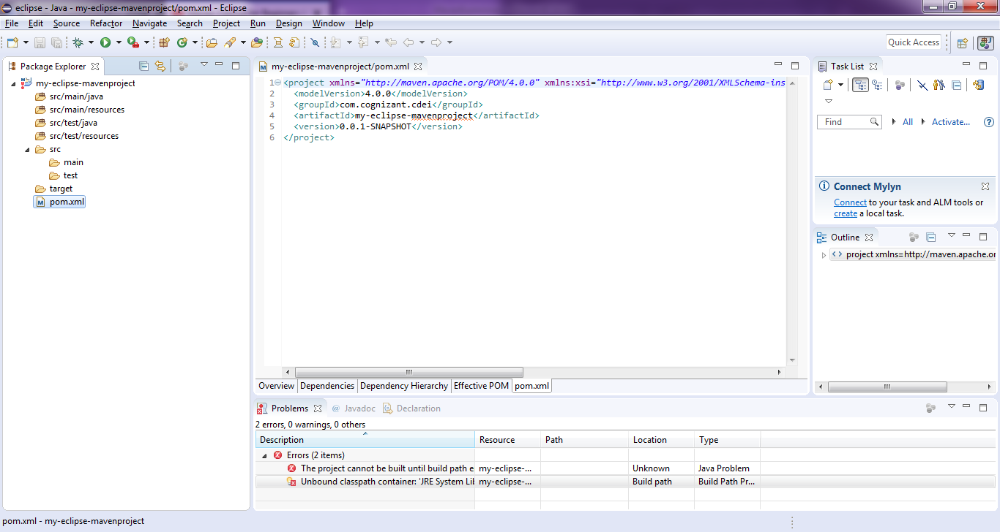 eclipse - Java - my-eclipse-mavenproject/pom.xml - Eclipse
File Edit Source Refactor Navigate Search Project Run Design Window Help
Quick Access
Package Explorer
my-eclipse-mavenproject
src/main/java
src/main/resources
src/test/java
src/test/resources
src
main
test
target
pom.xml
my-eclipse-mavenproject/pom.xml
1 <project xmlns="http://maven.apache.org/POM/4.0.0" xmlns:xsi="http://www.w3.org/2001/XMLSchema-ins
2 <modelVersion>4.0.0</modelVersion>
3 <groupId>com.cognizant.cdei</groupId>
4 <artifactId>my-eclipse-mavenproject</artifactId>
5 <version>0.0.1-SNAPSHOT</version>
6 </project>
Overview Dependencies Dependency Hierarchy Effective POM pom.xml
Task List
Find All Activate...
Connect Mylyn
Connect to your task and ALM tools or
create a local task.
Outline
project xmlns=http://maven.apache.or
Problems @ Javadoc Declaration
2 errors, 0 warnings, 0 others
Description Resource Path Location Type
Errors (2 items)
The project cannot be built until build path e my-eclipse-... Unknown Java Problem
Unbound classpath container: 'JRE System Lib my-eclipse-... Build path Build Path Pr...
pom.xml - my-eclipse-mavenproject